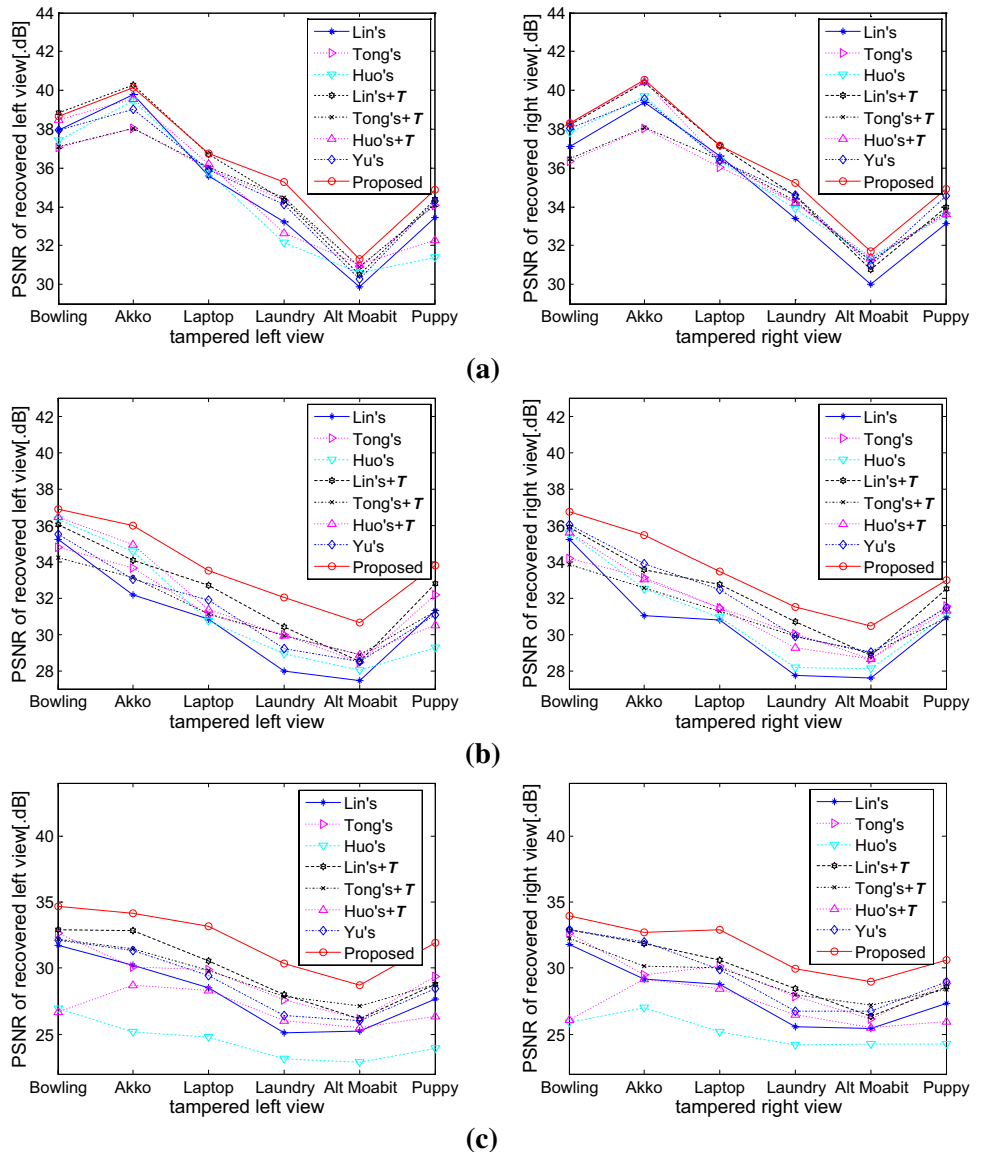 44
42
40
38
36
34
32
30
PSNR of recovered left view[.dB]
Lin's
Tong's
Huo's
Lin's+T
Tong's+T
Huo's+T
Yu's
Proposed
Bowling Akko Laptop Laundry Alt Moabit Puppy
tampered left view
44
42
40
38
36
34
32
30
PSNR of recovered right view[.dB]
Lin's
Tong's
Huo's
Lin's+T
Tong's+T
Huo's+T
Yu's
Proposed
Bowling Akko Laptop Laundry Alt Moabit Puppy
tampered right view
(a)
42
40
38
36
34
32
30
28
PSNR of recovered left view[.dB]
Lin's
Tong's
Huo's
Lin's+T
Tong's+T
Huo's+T
Yu's
Proposed
Bowling Akko Laptop Laundry Alt Moabit Puppy
tampered left view
42
40
38
36
34
32
30
28
PSNR of recovered right view[.dB]
Lin's
Tong's
Huo's
Lin's+T
Tong's+T
Huo's+T
Yu's
Proposed
Bowling Akko Laptop Laundry Alt Moabit Puppy
tampered right view
(b)
40
35
30
25
PSNR of recovered left view[.dB]
Lin's
Tong's
Huo's
Lin's+T
Tong's+T
Huo's+T
Yu's
Proposed
Bowling Akko Laptop Laundry Alt Moabit Puppy
tampered left view
40
35
30
25
PSNR of recovered right view[.dB]
Lin's
Tong's
Huo's
Lin's+T
Tong's+T
Huo's+T
Yu's
Proposed
Bowling Akko Laptop Laundry Alt Moabit Puppy
tampered right view
(c)